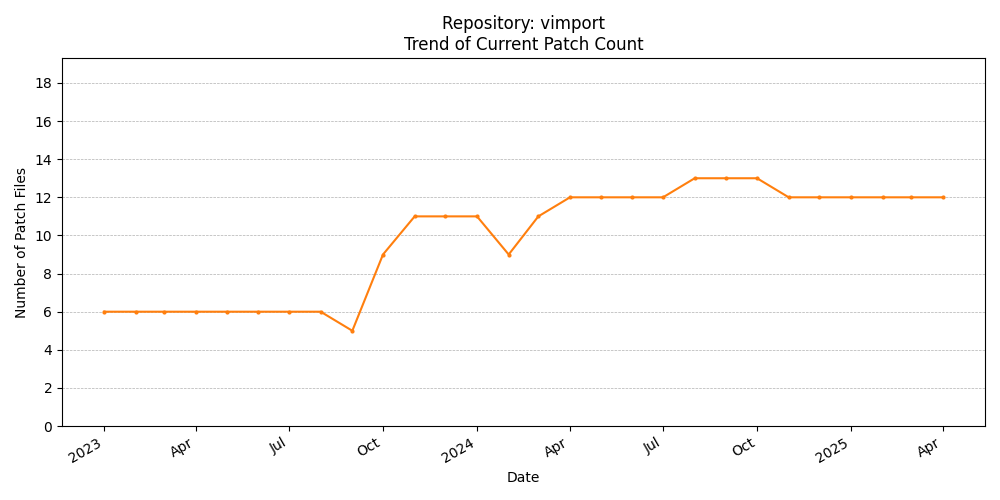 Repository: vimport
Trend of Current Patch Count
Number of Patch Files
18
16
14
12
10
8
6
4
2
0
2023
Apr
Jul
Oct
2024
Apr
Jul
Oct
2025
Apr
Date